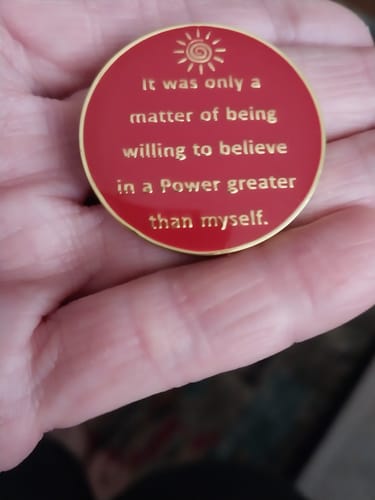 It was only a
matter of being
willing to believe
in a Power greater
than myself.